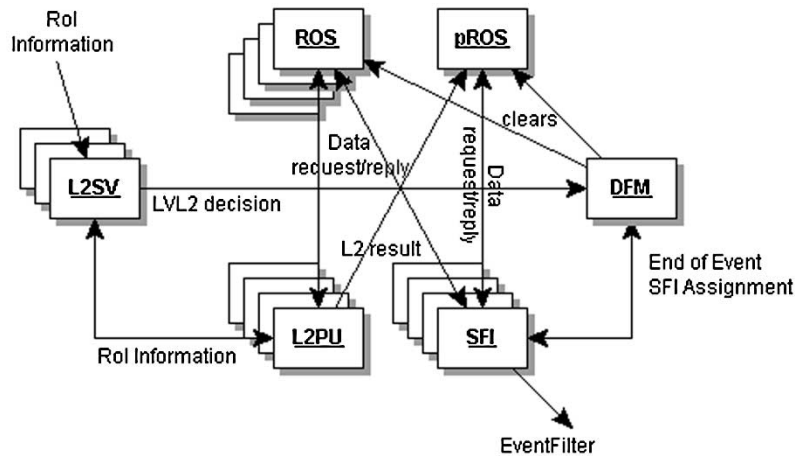 RoI
Information
ROS
pROS
clears
Data
request/reply
Data
request/reply
L2SV
LVL2 decision
DFM
L2 result
End of Event
SFI Assignment
RoI Information
L2PU
SFI
EventFilter